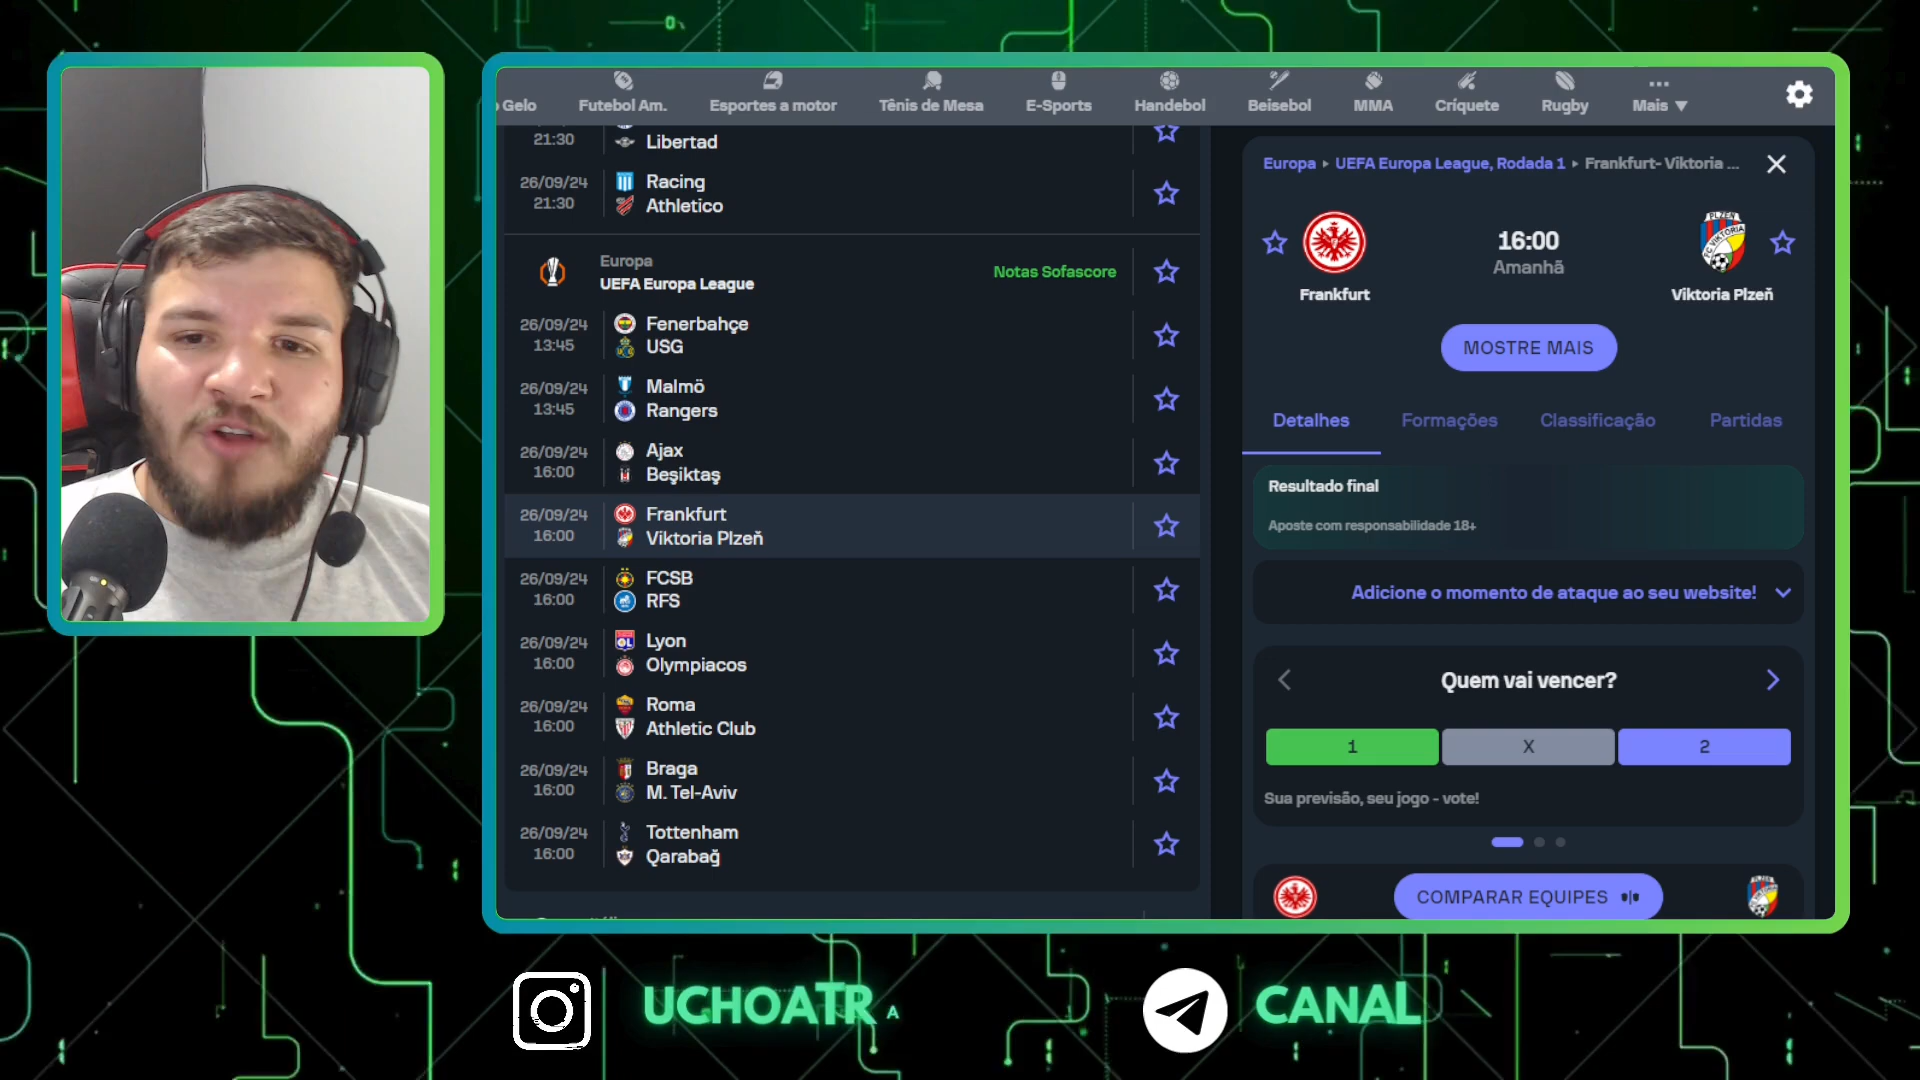 o Gelo
Futebol Am.
Esportes a motor
Tênis de Mesa
E-Sports
Handebol
Beisebol
MMA
Críquete
Rugby
Mais ▼
21:30
Libertad
26/09/24
21:30
Racing
Athletico
Europa
UEFA Europa League
Notas Sofascore
26/09/24
13:45
Fenerbahçe
USG
26/09/24
13:45
Malmö
Rangers
26/09/24
16:00
Ajax
Beşiktaş
26/09/24
16:00
Frankfurt
Viktoria Plzeň
26/09/24
16:00
FCSB
RFS
26/09/24
16:00
Lyon
Olympiacos
26/09/24
16:00
Roma
Athletic Club
26/09/24
16:00
Braga
M. Tel-Aviv
26/09/24
16:00
Tottenham
Qarabağ
Europa ▸ UEFA Europa League, Rodada 1 ▸ Frankfurt- Viktoria ...
16:00
Amanhã
Frankfurt
Viktoria Plzeň
MOSTRE MAIS
Detalhes
Formações
Classificação
Partidas
Resultado final
Aposte com responsabilidade 18+
Adicione o momento de ataque ao seu website!
Quem vai vencer?
1
X
2
Sua previsão, seu jogo - vote!
COMPARAR EQUIPES
UCHOATR A
CANAL